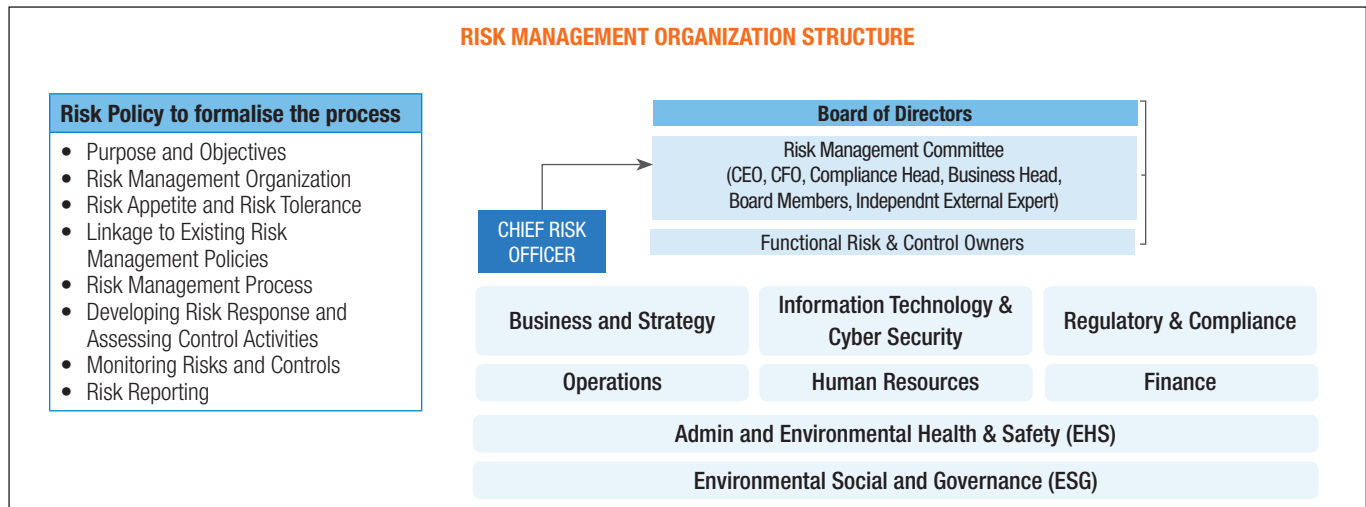 RISK MANAGEMENT ORGANIZATION STRUCTURE
Risk Policy to formalise the process
• Purpose and Objectives
• Risk Management Organization
• Risk Appetite and Risk Tolerance
• Linkage to Existing Risk
Management Policies
• Risk Management Process
• Developing Risk Response and
Assessing Control Activities
• Monitoring Risks and Controls
• Risk Reporting
CHIEF RISK
OFFICER
Board of Directors
Risk Management Committee
(CEO, CFO, Compliance Head, Business Head,
Board Members, Independnt External Expert)
Functional Risk & Control Owners
Business and Strategy
Information Technology &
Cyber Security
Regulatory & Compliance
Operations
Human Resources
Finance
Admin and Environmental Health & Safety (EHS)
Environmental Social and Governance (ESG)